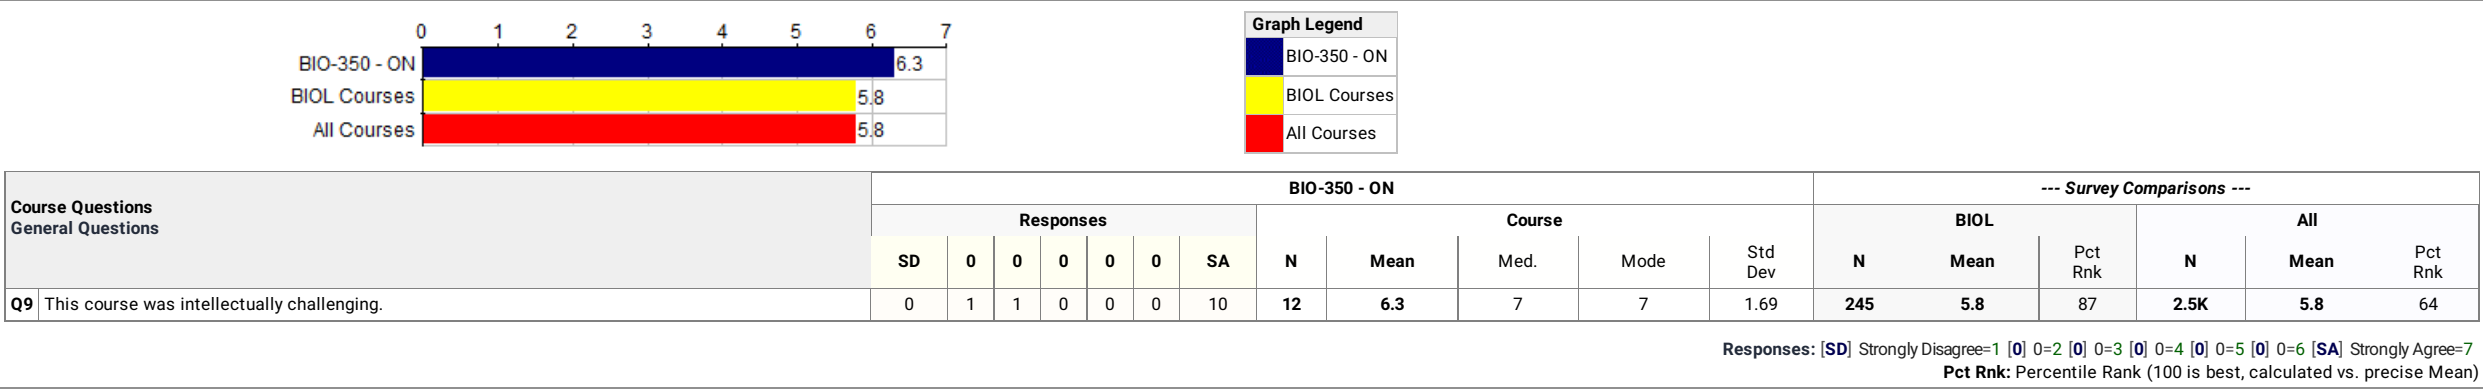 0 1 2 3 4 5 6 7
BIO-350 - ON 6.3
BIOL Courses 5.8
All Courses 5.8
Graph Legend
BIO-350 - ON
BIOL Courses
All Courses
Course Questions
General Questions
BIO-350 - ON --- Survey Comparisons ---
Responses Course BIOL All
SD 0 0 0 0 0 SA N Mean Med. Mode Std Dev N Mean Pct Rnk N Mean Pct Rnk
Q9 This course was intellectually challenging. 0 1 1 0 0 0 10 12 6.3 7 7 1.69 245 5.8 87 2.5K 5.8 64
Responses: [SD] Strongly Disagree=1 [0] 0=2 [0] 0=3 [0] 0=4 [0] 0=5 [0] 0=6 [SA] Strongly Agree=7
Pct Rnk: Percentile Rank (100 is best, calculated vs. precise Mean)